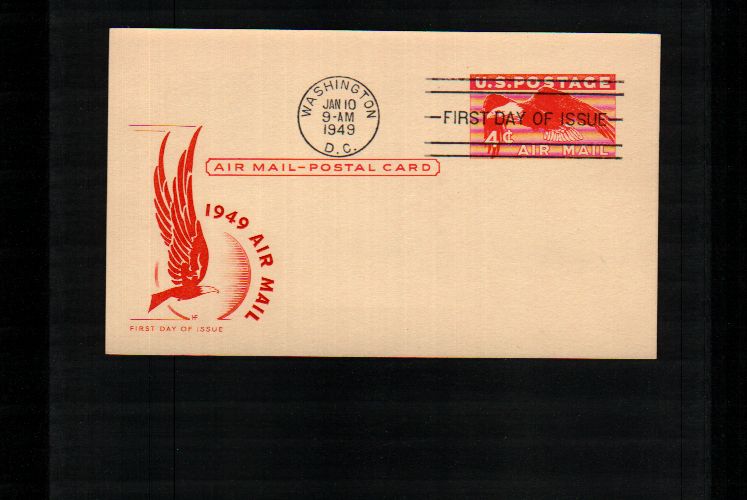 WASHINGTON
JAN 10
9-AM
1949
D.C.
U.S. POSTAGE
FIRST DAY OF ISSUE
4¢ AIR MAIL
AIR MAIL-POSTAL CARD
1949 AIR MAIL
HF
FIRST DAY OF ISSUE